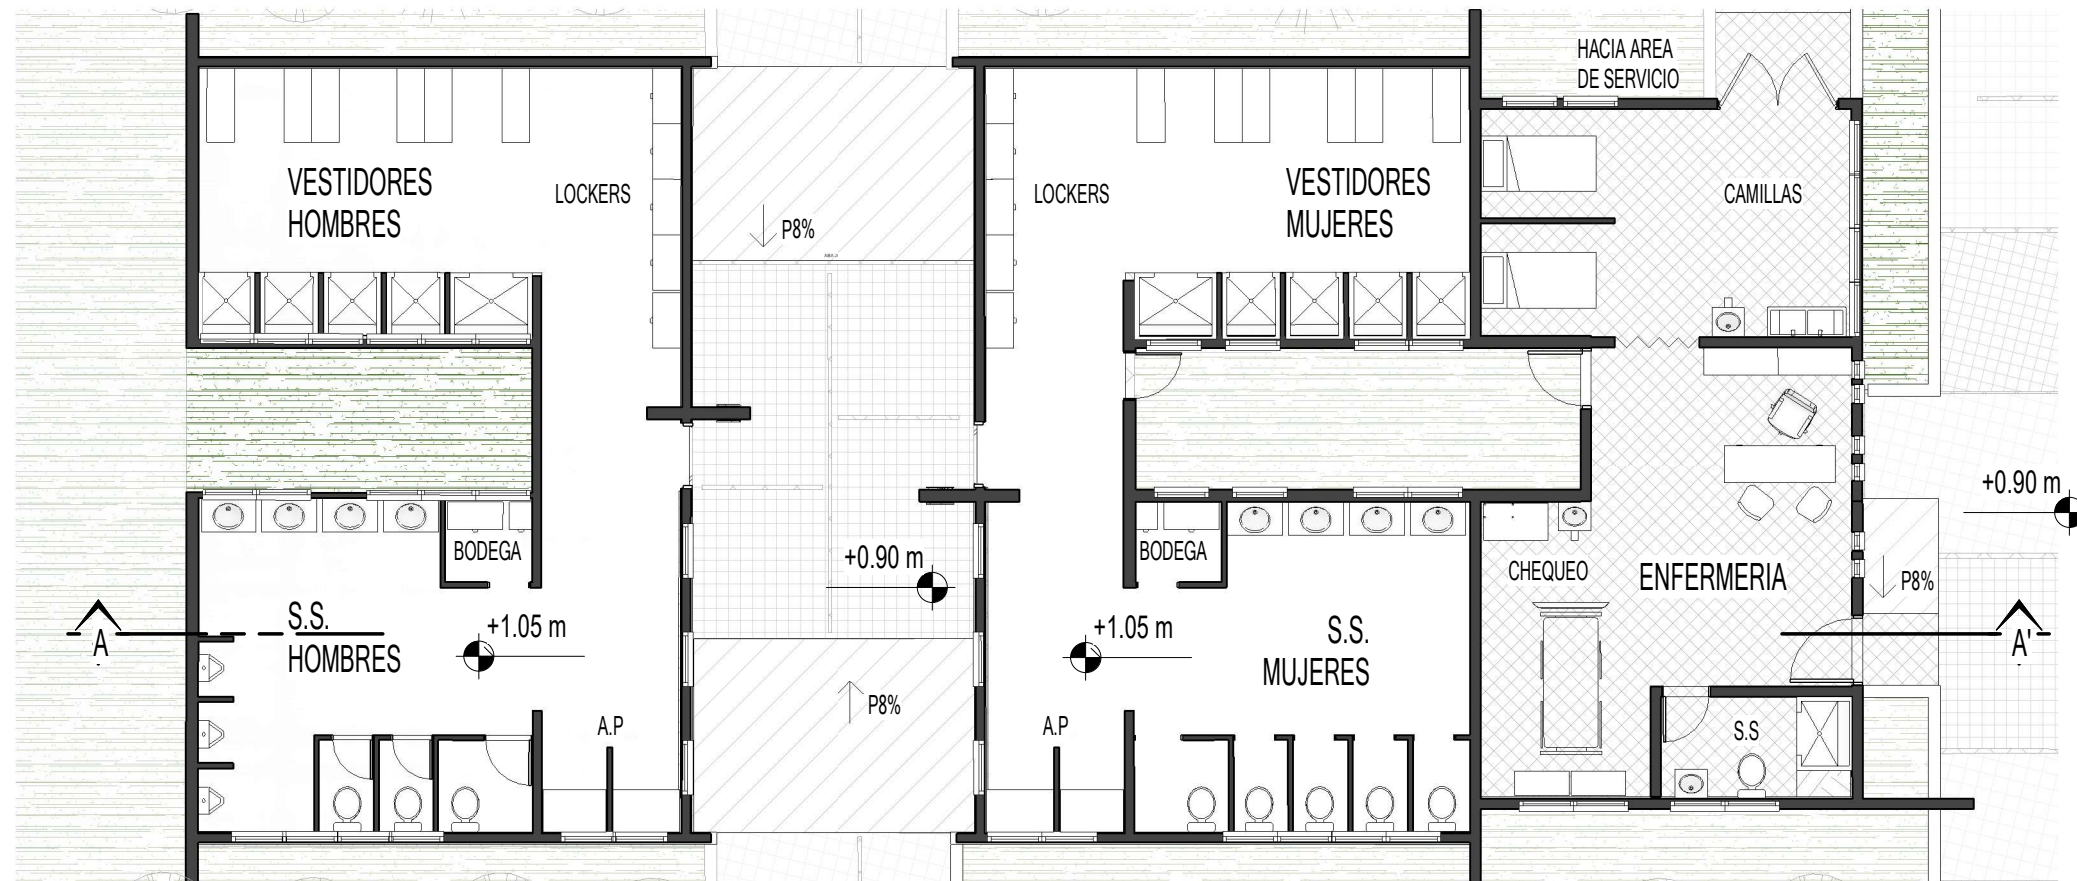 HACIA AREA
DE SERVICIO
VESTIDORES
HOMBRES
LOCKERS
P8%
LOCKERS
VESTIDORES
MUJERES
CAMILLAS
BODEGA
+0.90 m
BODEGA
CHEQUEO
ENFERMERIA
P8%
+0.90 m
A
S.S.
HOMBRES
+1.05 m
+1.05 m
S.S.
MUJERES
A'
A.P
P8%
A.P
S.S